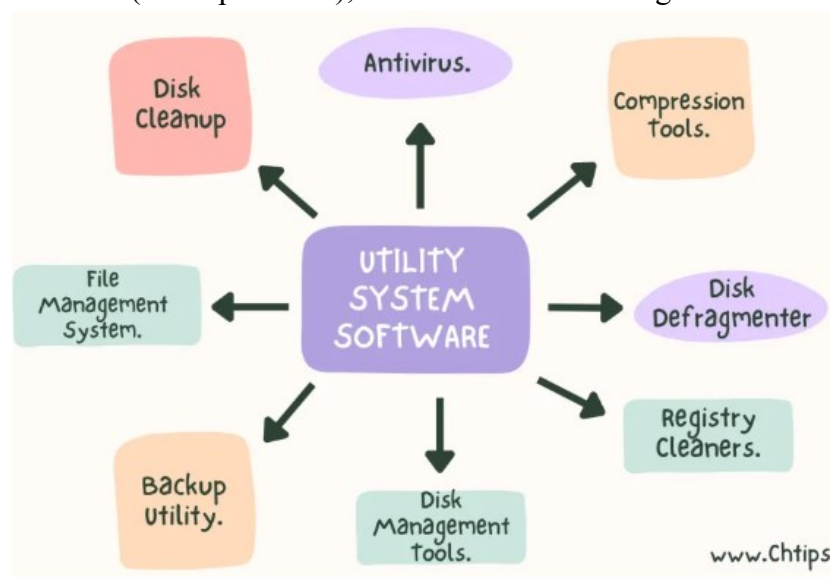 Antivirus.
Disk
Cleanup
Compression
Tools.
UTILITY
SYSTEM
SOFTWARE
File
Management
System.
Disk
Defragmenter
Registry
Cleaners.
Backup
Utility.
Disk
Management
Tools.
www.Chtips